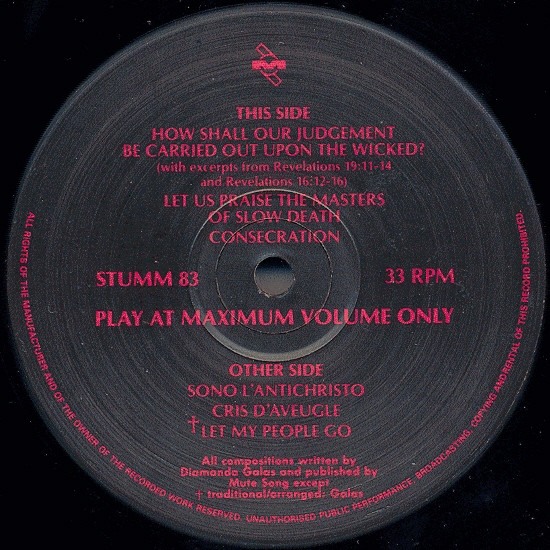 THIS SIDE
HOW SHALL OUR JUDGEMENT
BE CARRIED OUT UPON THE WICKED?
(with excerpts from Revelations 19:11-14
and Revelations 16:12-16)
LET US PRAISE THE MASTERS
OF SLOW DEATH
CONSECRATION
STUMM 83
33 RPM
PLAY AT MAXIMUM VOLUME ONLY
OTHER SIDE
SONO L'ANTICHRISTO
CRIS D'AVEUGLE
† LET MY PEOPLE GO
All compositions written by
Diamanda Galas and published by
Mute Song except
† traditional/arranged: Galas
ALL RIGHTS OF THE MANUFACTURER AND OF THE OWNER OF THE RECORDED WORK RESERVED. UNAUTHORISED PUBLIC PERFORMANCE, BROADCASTING, COPYING AND RENTAL OF THIS RECORD PROHIBITED.